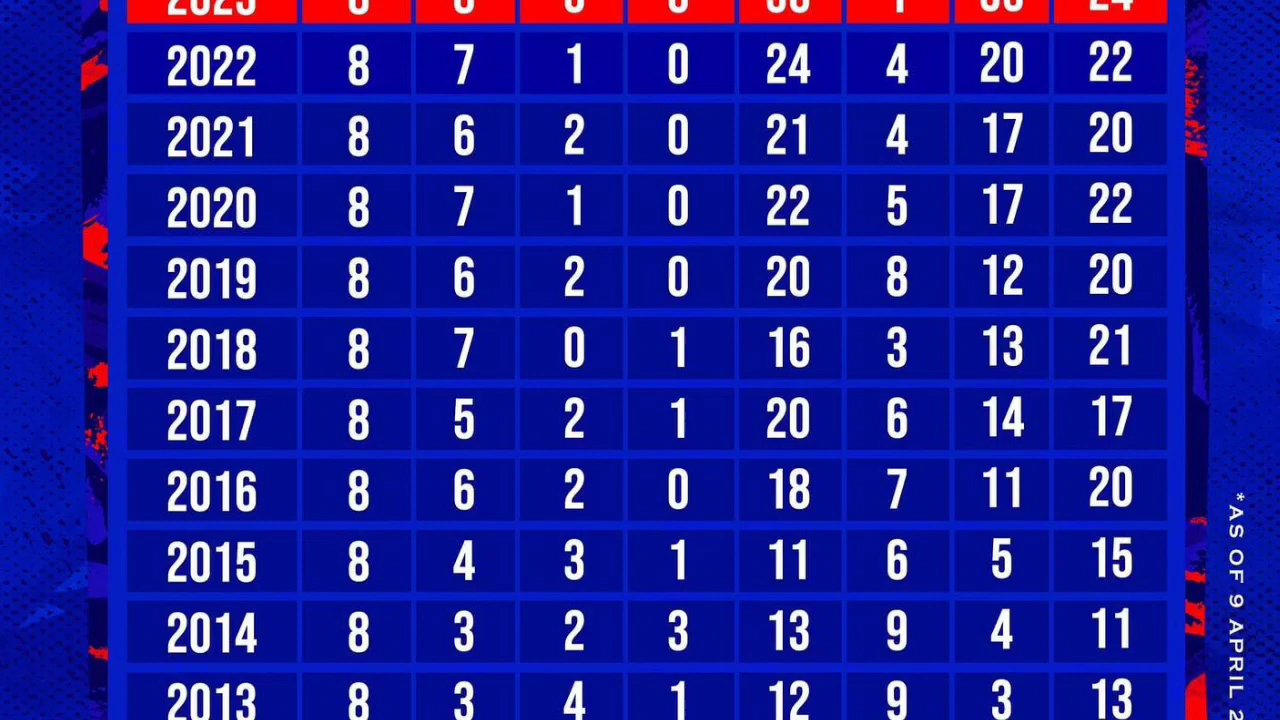 2022 8 7 1 0 24 4 20 22
2021 8 6 2 0 21 4 17 20
2020 8 7 1 0 22 5 17 22
2019 8 6 2 0 20 8 12 20
2018 8 7 0 1 16 3 13 21
2017 8 5 2 1 20 6 14 17
2016 8 6 2 0 18 7 11 20
2015 8 4 3 1 11 6 5 15
2014 8 3 2 3 13 9 4 11
2013 8 3 4 1 12 9 3 13
*AS OF 9 APRIL